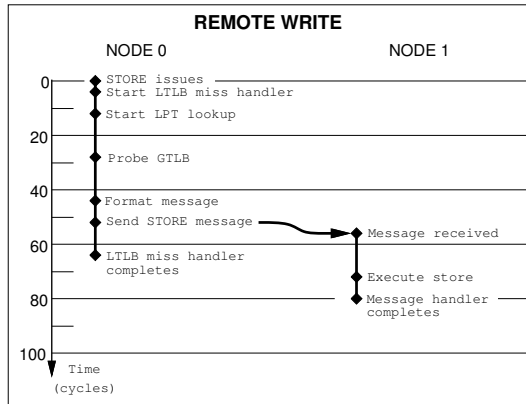 REMOTE WRITE
NODE 0
NODE 1
0
STORE issues
Start LTLB miss handler
Start LPT lookup
20
Probe GTLB
40
Format message
Send STORE message
Message received
60
LTLB miss handler
completes
Execute store
80
Message handler
completes
100
Time
(cycles)